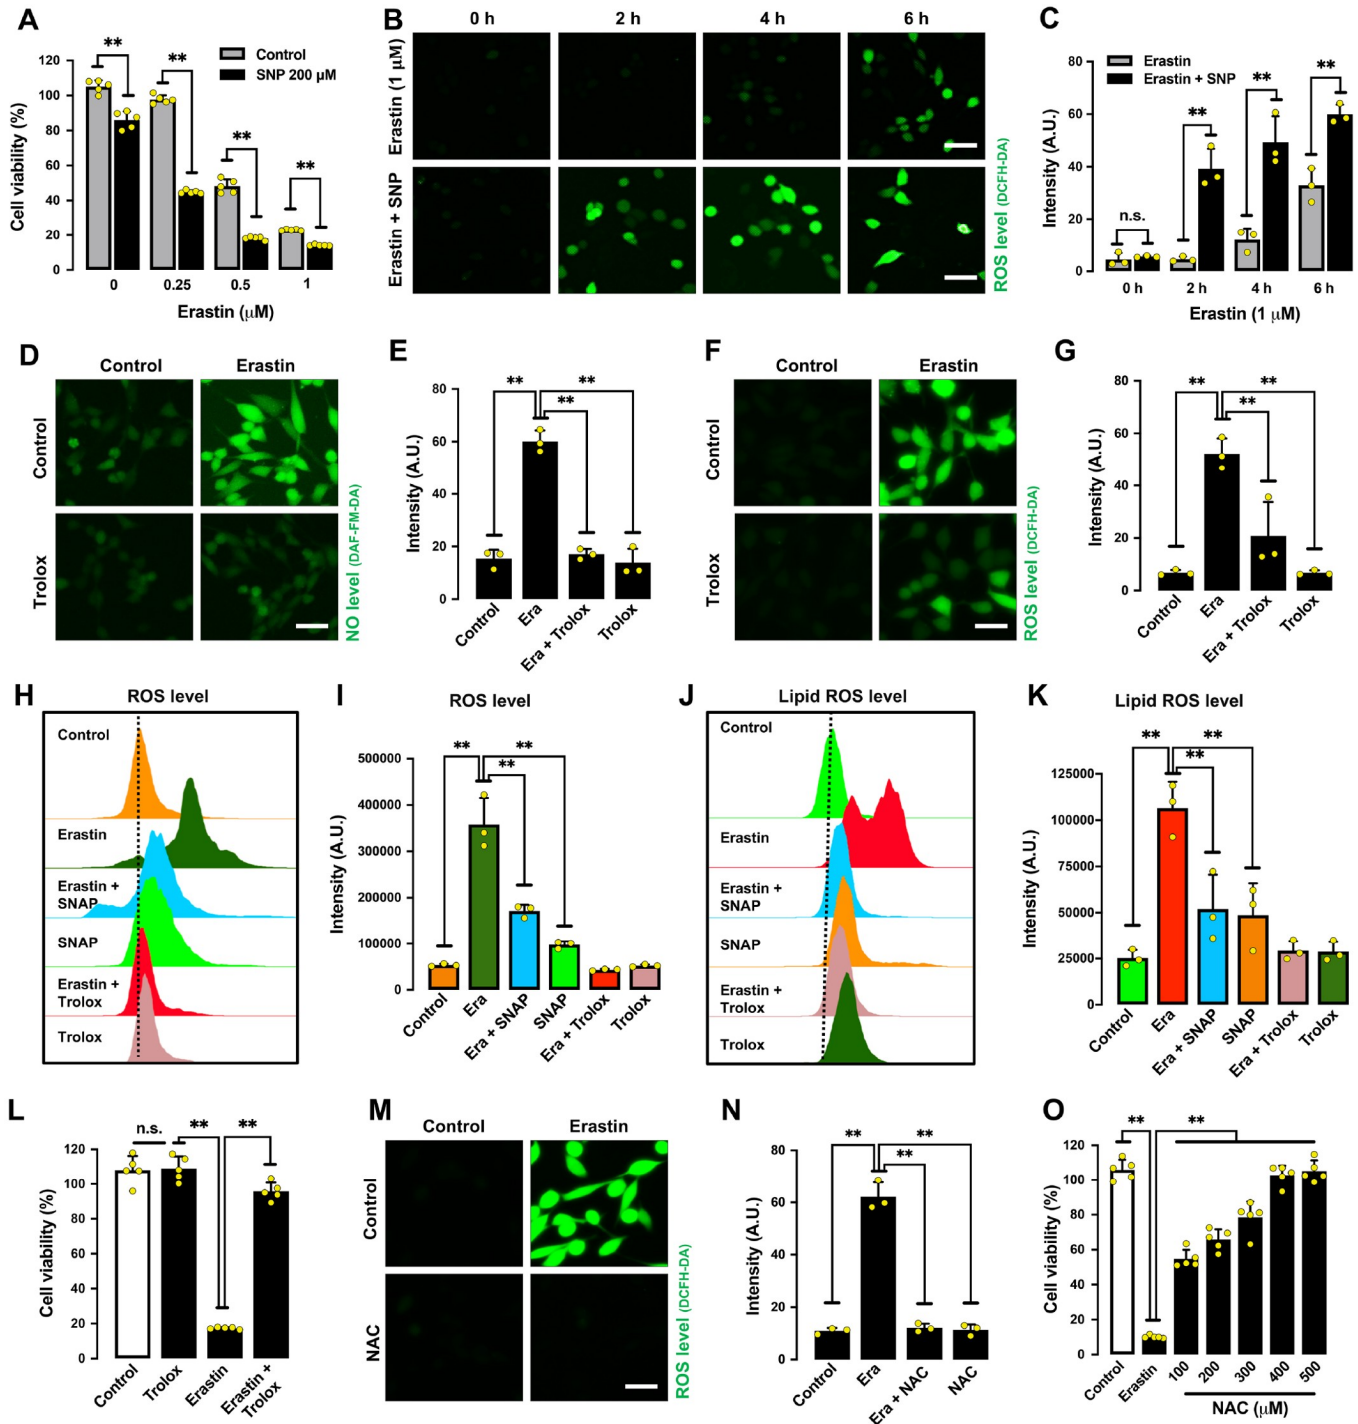 A
Control
SNP 200 µM
** ** ** **
Cell viability (%)
120
100
80
60
40
20
0
0 0.25 0.5 1
Erastin (µM)
B
0 h 2 h 4 h 6 h
Erastin (1 µM)
Erastin + SNP
ROS level (DCFH-DA)
C
Erastin
Erastin + SNP
n.s. ** ** **
Intensity (A.U.)
80
60
40
20
0
0 h 2 h 4 h 6 h
Erastin (1 µM)
D
Control Erastin
Control
Trolox
NO level (DAF-FM-DA)
E
** ** **
Intensity (A.U.)
80
60
40
20
0
Control Era Era + Trolox Trolox
F
Control Erastin
Control
Trolox
ROS level (DCFH-DA)
G
** ** **
Intensity (A.U.)
80
60
40
20
0
Control Era Era + Trolox Trolox
H
ROS level
Control
Erastin
Erastin +
SNAP
SNAP
Erastin +
Trolox
Trolox
I
ROS level
** ** **
Intensity (A.U.)
500000
400000
300000
200000
100000
0
Control Era Era + SNAP SNAP Era + Trolox Trolox
J
Lipid ROS level
Control
Erastin
Erastin +
SNAP
SNAP
Erastin +
Trolox
Trolox
K
Lipid ROS level
** ** **
Intensity (A.U.)
125000
100000
75000
50000
25000
0
Control Era Era + SNAP SNAP Era + Trolox Trolox
L
n.s. ** **
Cell viability (%)
120
100
80
60
40
20
0
Control Trolox Erastin Erastin +
Trolox
M
Control Erastin
Control
NAC
ROS level (DCFH-DA)
N
** ** **
Intensity (A.U.)
80
60
40
20
0
Control Era Era + NAC NAC
O
** **
Cell viability (%)
120
100
80
60
40
20
0
Control Erastin 100 200 300 400 500
NAC (µM)